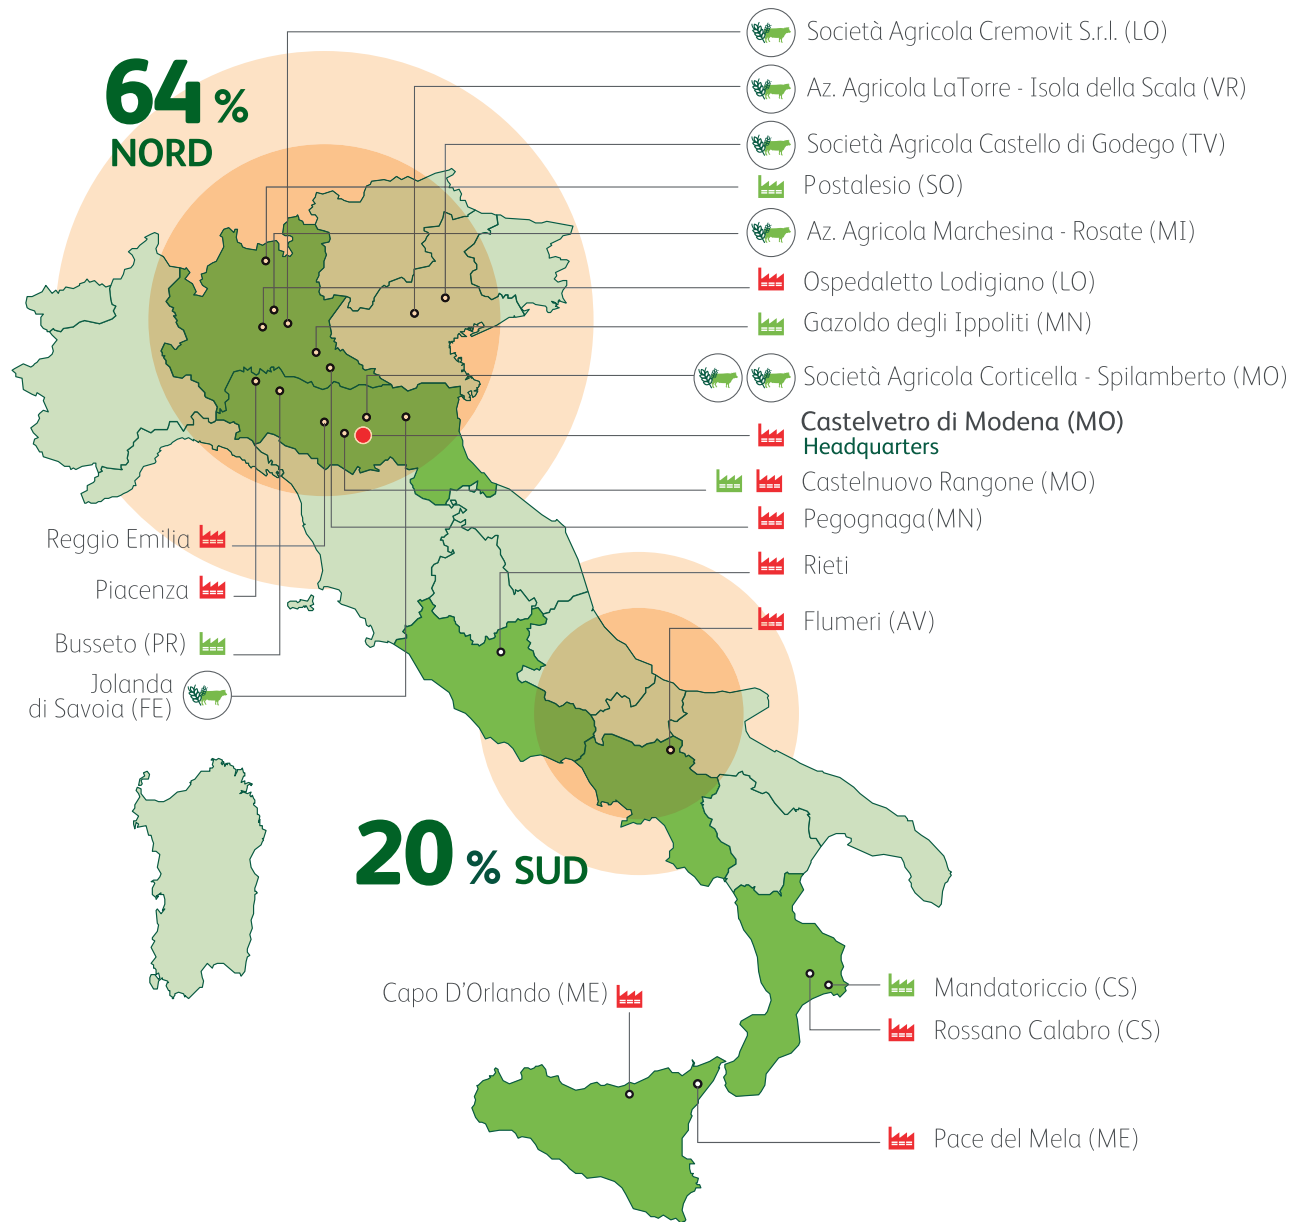 Società Agricola Cremovit S.r.l. (LO)
64 %
NORD
Az. Agricola LaTorre - Isola della Scala (VR)
Società Agricola Castello di Godego (TV)
Postalesio (SO)
Az. Agricola Marchesina - Rosate (MI)
Ospedaletto Lodigiano (LO)
Gazoldo degli Ippoliti (MN)
Società Agricola Corticella - Spilamberto (MO)
Castelvetro di Modena (MO)
Headquarters
Castelnuovo Rangone (MO)
Pegognaga(MN)
Reggio Emilia
Rieti
Piacenza
Flumeri (AV)
Busseto (PR)
Jolanda
di Savoia (FE)
20 % SUD
Capo D’Orlando (ME)
Mandatoriccio (CS)
Rossano Calabro (CS)
Pace del Mela (ME)